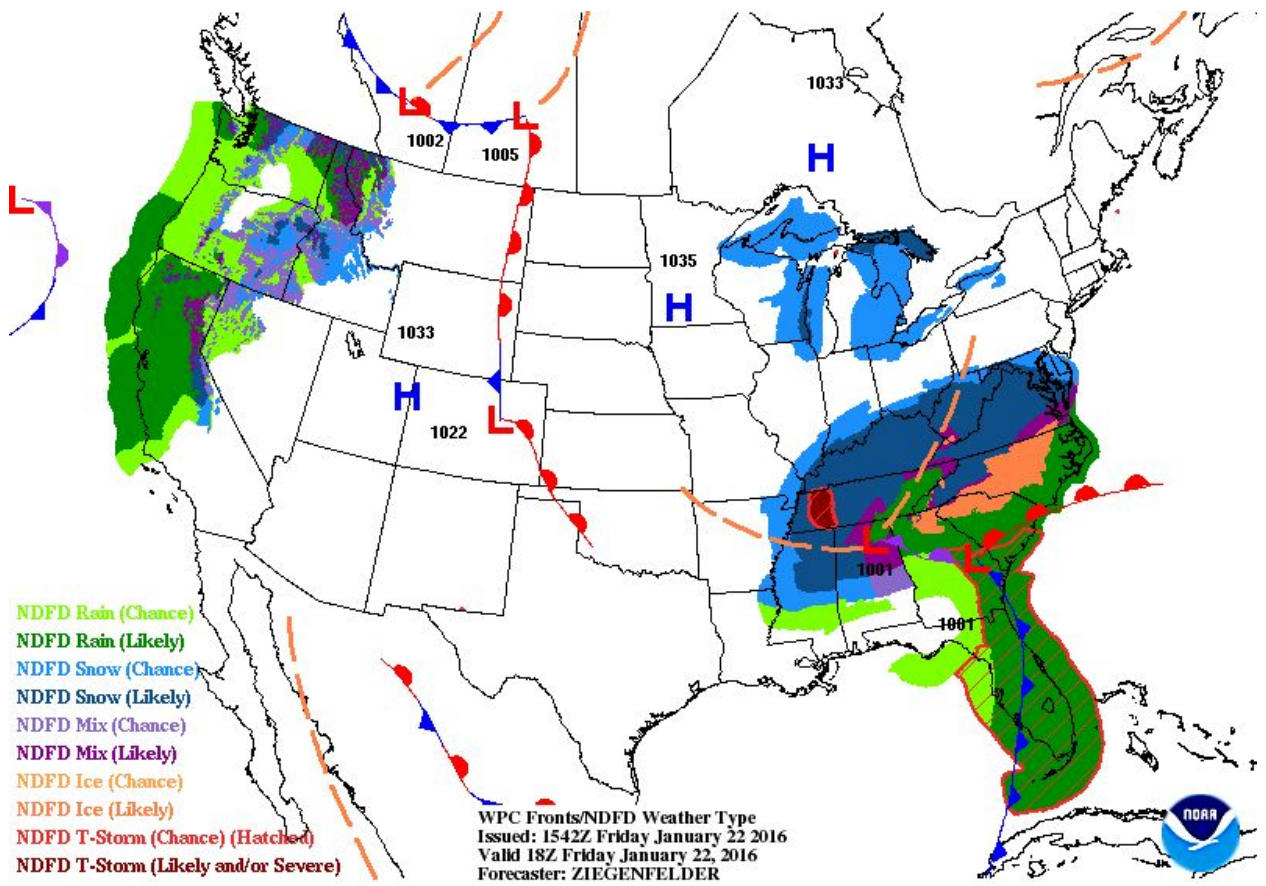 1033
L
1002
1005
L
H
L
1035
H
1033
H
1022
L
L
1001
L
1001
NDFD Rain (Chance)
NDFD Rain (Likely)
NDFD Snow (Chance)
NDFD Snow (Likely)
NDFD Mix (Chance)
NDFD Mix (Likely)
NDFD Ice (Chance)
NDFD Ice (Likely)
NDFD T-Storm (Chance) (Hatched)
NDFD T-Storm (Likely and/or Severe)
WPC Fronts/NDFD Weather Type
Issued: 1542Z Friday January 22 2016
Valid 18Z Friday January 22, 2016
Forecaster: ZIEGENFELDER
NOAA